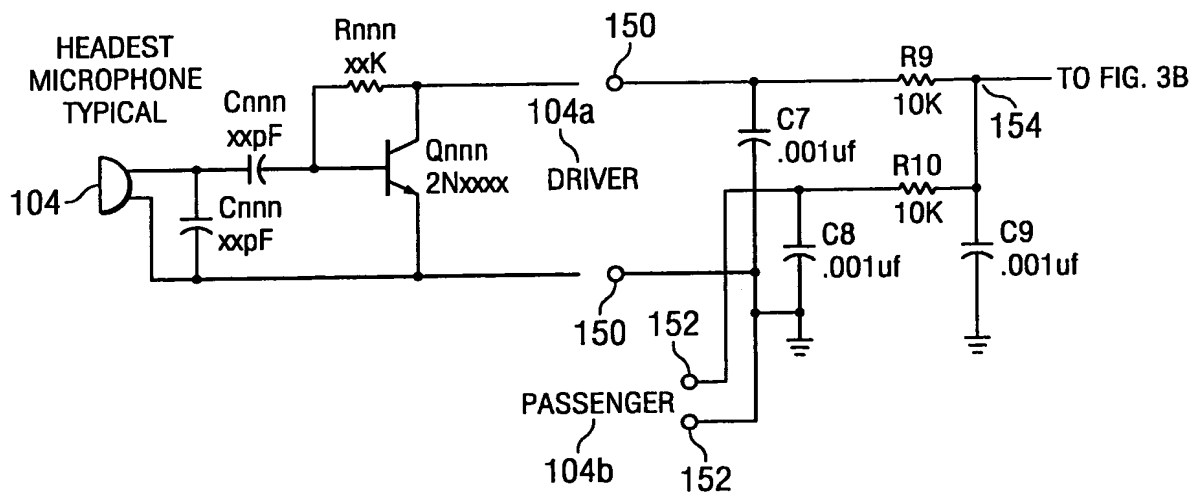 HEADEST
MICROPHONE
TYPICAL
104
Cnnn
xxpF
Cnnn
xxpF
Rnnn
xxK
Qnnn
2Nxxxx
104a
DRIVER
150
150
C7
.001uf
R9
10K
154
TO FIG. 3B
R10
10K
C8
.001uf
C9
.001uf
152
PASSENGER
104b
152